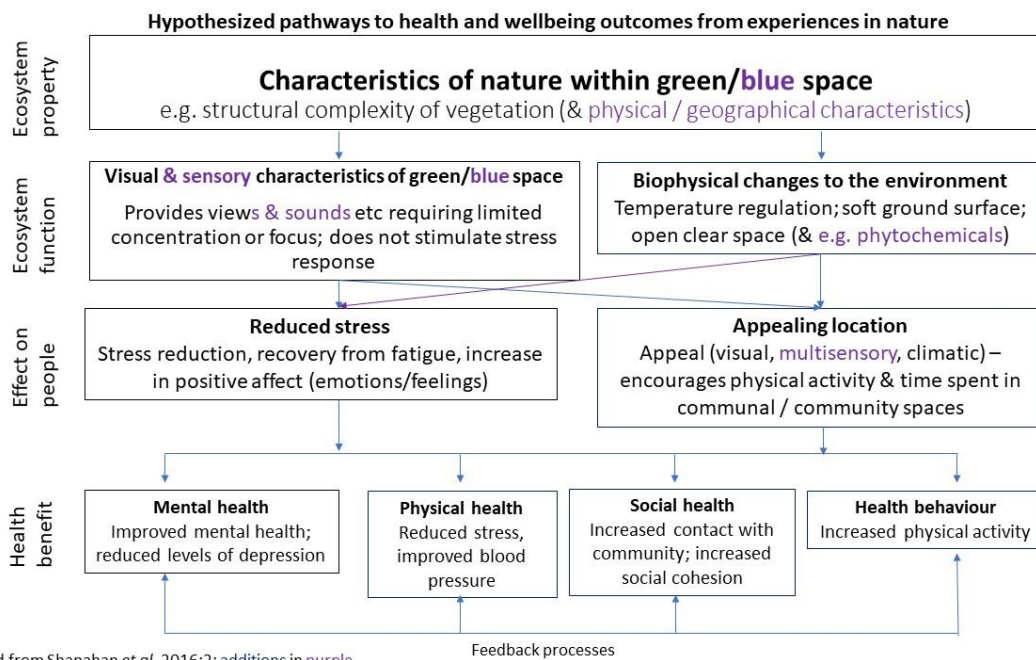 Hypothesized pathways to health and wellbeing outcomes from experiences in nature
Ecosystem
property
Characteristics of nature within green/blue space
e.g. structural complexity of vegetation (& physical / geographical characteristics)
Ecosystem
function
Visual & sensory characteristics of green/blue space
Provides views & sounds etc requiring limited
concentration or focus; does not stimulate stress
response
Biophysical changes to the environment
Temperature regulation; soft ground surface;
open clear space (& e.g. phytochemicals)
Effect on
people
Reduced stress
Stress reduction, recovery from fatigue, increase
in positive affect (emotions/feelings)
Appealing location
Appeal (visual, multisensory, climatic) –
encourages physical activity & time spent in
communal / community spaces
Health
benefit
Mental health
Improved mental health;
reduced levels of depression
Physical health
Reduced stress,
improved blood
pressure
Social health
Increased contact with
community; increased
social cohesion
Health behaviour
Increased physical activity
Feedback processes
from Shanahan et al. 2016:2; additions in purple